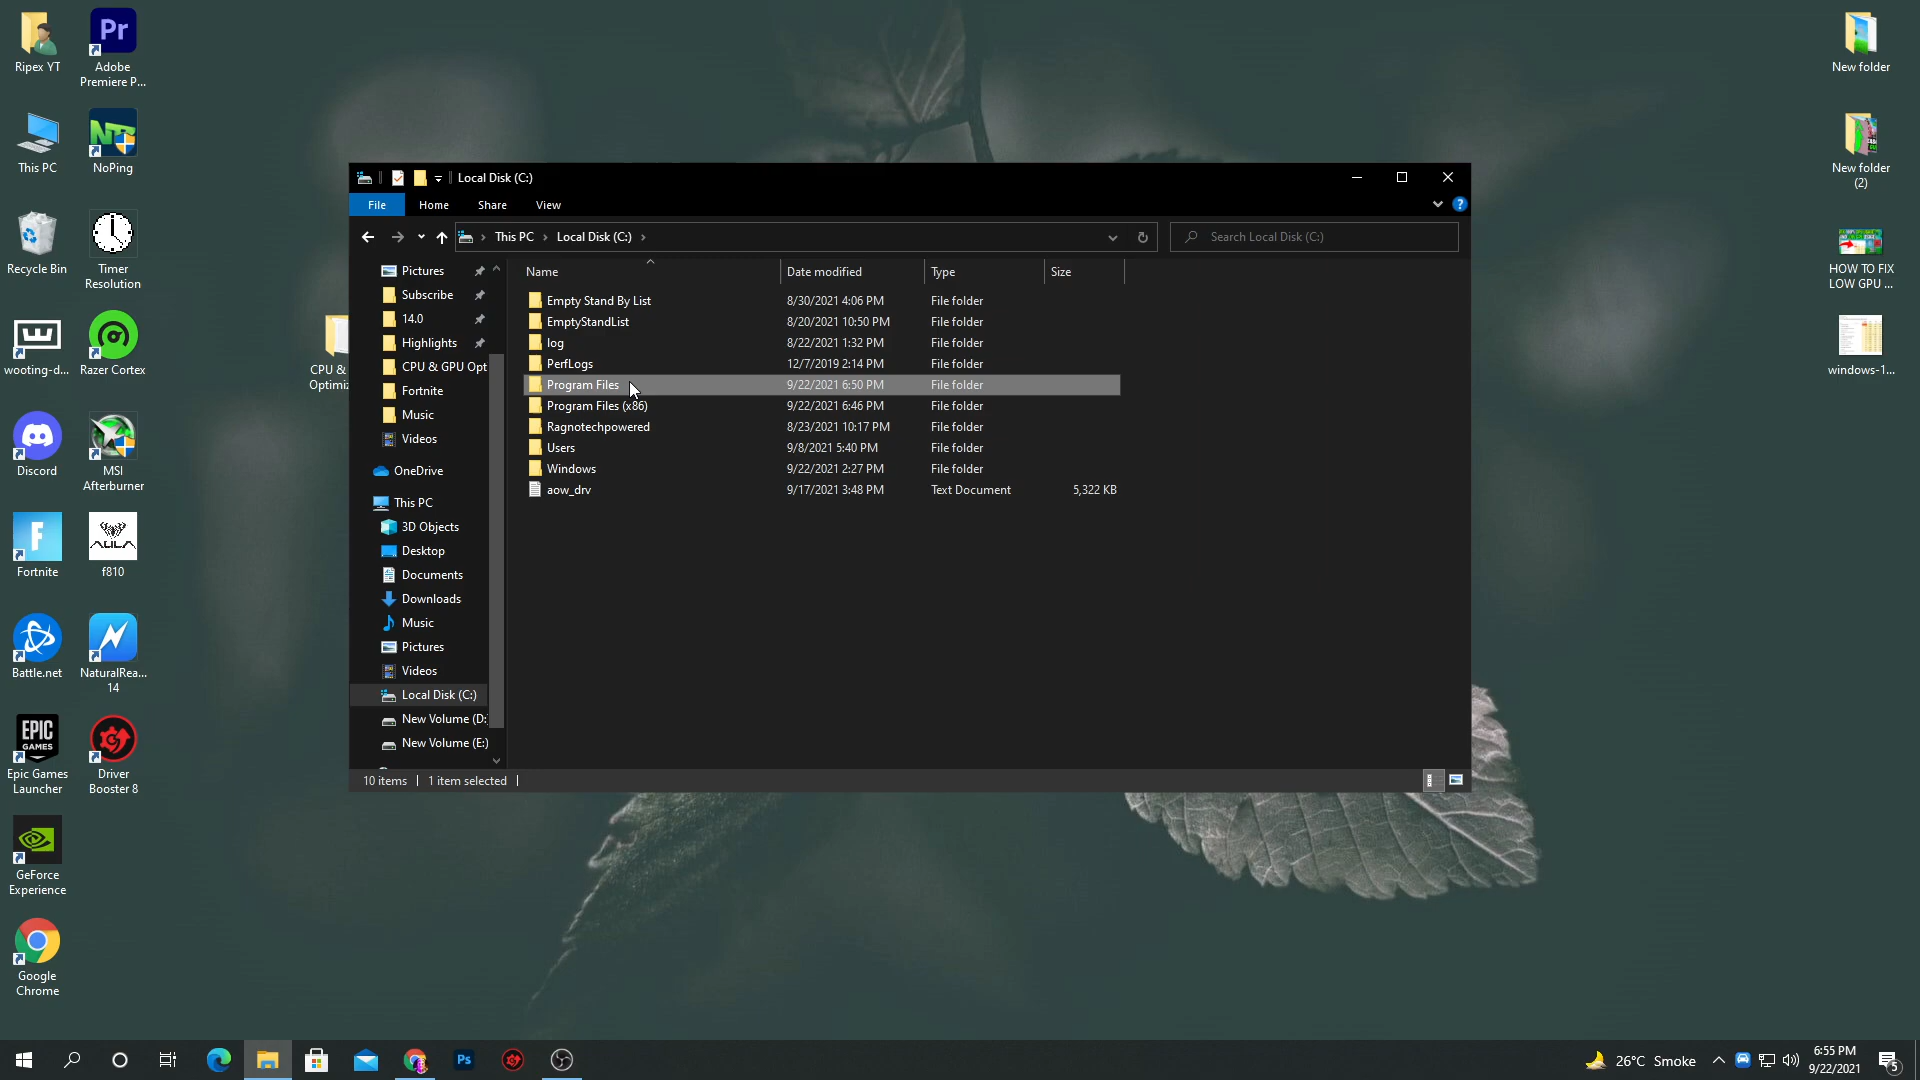 Ripex YT
Adobe
Premiere P...
This PC
NoPing
Recycle Bin
Timer
Resolution
wooting-d...
Razer Cortex
Discord
MSI
Afterburner
Fortnite
f810
Battle.net
NaturalRea...
14
EPIC
GAMES
Epic Games
Launcher
Driver
Booster 8
GeForce
Experience
Google
Chrome
Pr
AULA
CPU &
Optimiz
Local Disk (C:)
File
Home
Share
View
This PC
Local Disk (C:)
Search Local Disk (C:)
Pictures
Subscribe
14.0
Highlights
CPU & GPU Opt
Fortnite
Music
Videos
OneDrive
This PC
3D Objects
Desktop
Documents
Downloads
Music
Pictures
Videos
Local Disk (C:)
New Volume (D:
New Volume (E:)
Name Date modified Type Size
Empty Stand By List 8/30/2021 4:06 PM File folder
EmptyStandList 8/20/2021 10:50 PM File folder
log 8/22/2021 1:32 PM File folder
PerfLogs 12/7/2019 2:14 PM File folder
Program Files 9/22/2021 6:50 PM File folder
Program Files (x86) 9/22/2021 6:46 PM File folder
Ragnotechpowered 8/23/2021 10:17 PM File folder
Users 9/8/2021 5:40 PM File folder
Windows 9/22/2021 2:27 PM File folder
aow_drv 9/17/2021 3:48 PM Text Document 5,322 KB
10 items 1 item selected
New folder
New folder
(2)
HOW TO FIX
LOW GPU ...
windows-1...
Ps
26°C Smoke
6:55 PM
9/22/2021
5